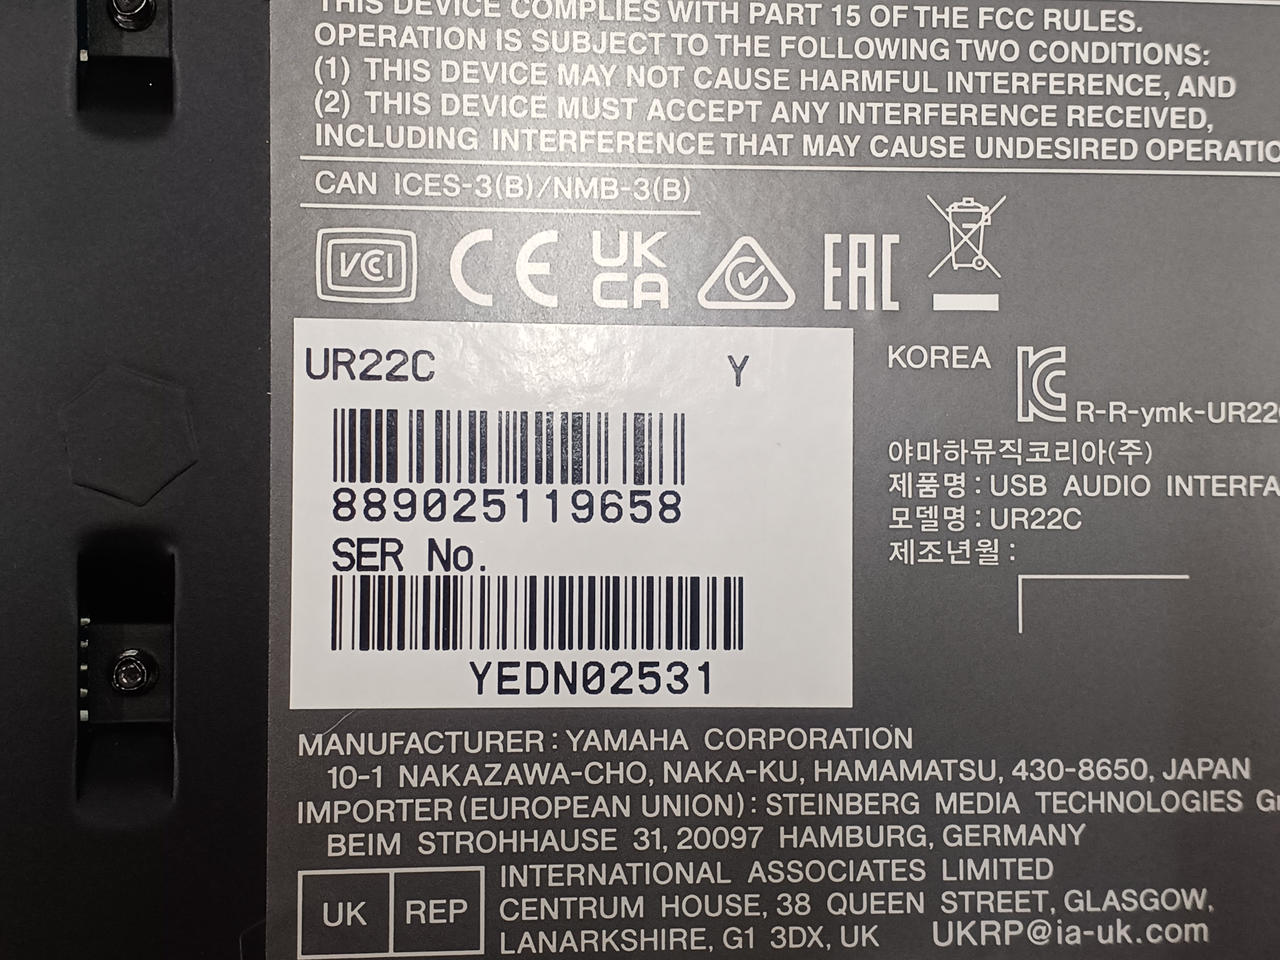 THIS DEVICE COMPLIES WITH PART 15 OF THE FCC RULES.
OPERATION IS SUBJECT TO THE FOLLOWING TWO CONDITIONS:
(1) THIS DEVICE MAY NOT CAUSE HARMFUL INTERFERENCE, AND
(2) THIS DEVICE MUST ACCEPT ANY INTERFERENCE RECEIVED,
INCLUDING INTERFERENCE THAT MAY CAUSE UNDESIRED OPERATIO
CAN ICES-3(B)/NMB-3(B)
VCI CE UK CA EAC
UR22C Y
889025119658
SER No.
YEDN02531
KOREA KC R-R-ymk-UR22
야마하뮤직코리아(주)
제품명 : USB AUDIO INTERFA
모델명 : UR22C
제조년월 :
MANUFACTURER : YAMAHA CORPORATION
10-1 NAKAZAWA-CHO, NAKA-KU, HAMAMATSU, 430-8650, JAPAN
IMPORTER (EUROPEAN UNION) : STEINBERG MEDIA TECHNOLOGIES G
BEIM STROHHAUSE 31, 20097 HAMBURG, GERMANY
UK REP
INTERNATIONAL ASSOCIATES LIMITED
CENTRUM HOUSE, 38 QUEEN STREET, GLASGOW,
LANARKSHIRE, G1 3DX, UK UKRP@ia-uk.com